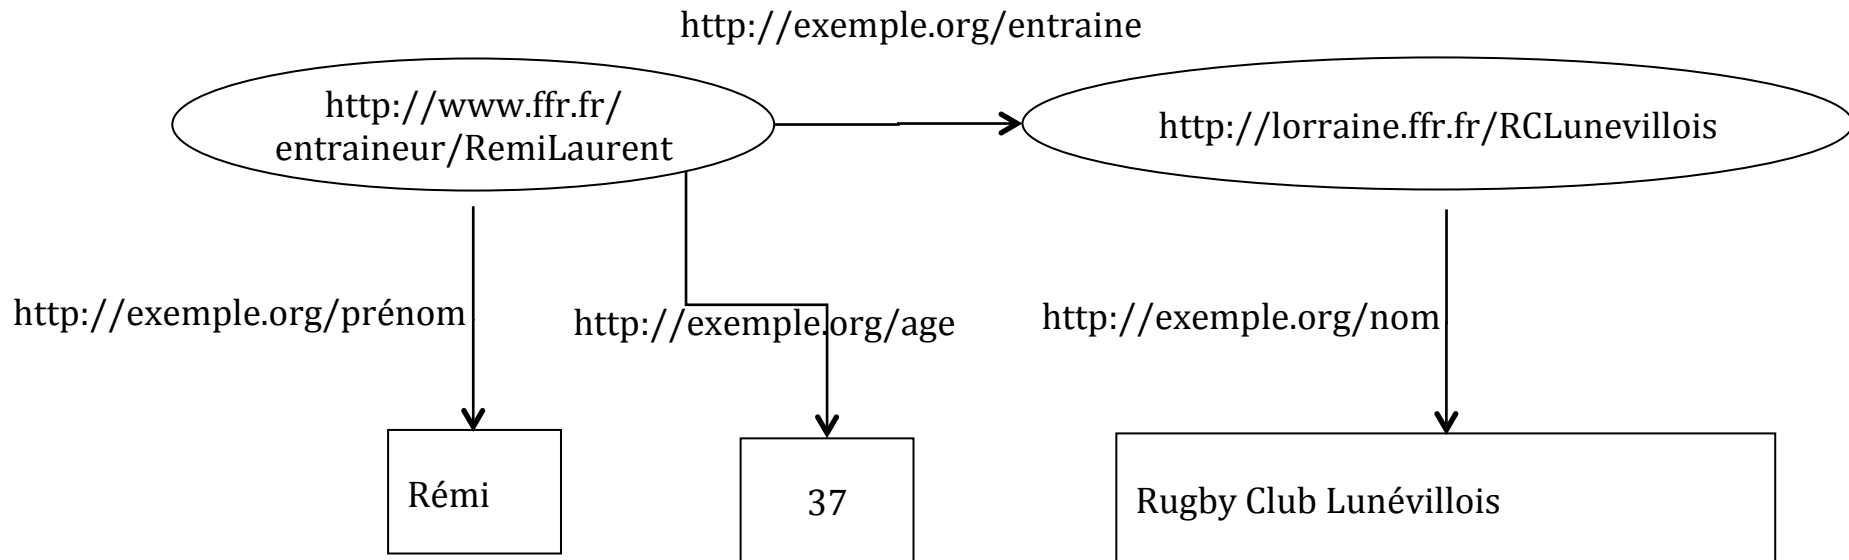 http://exemple.org/entraine
http://www.ffr.fr/
entraineur/RemiLaurent
http://lorraine.ffr.fr/RCLunevillois
http://exemple.org/prénom
http://exemple.org/age
http://exemple.org/nom
Rémi
37
Rugby Club Lunévillois